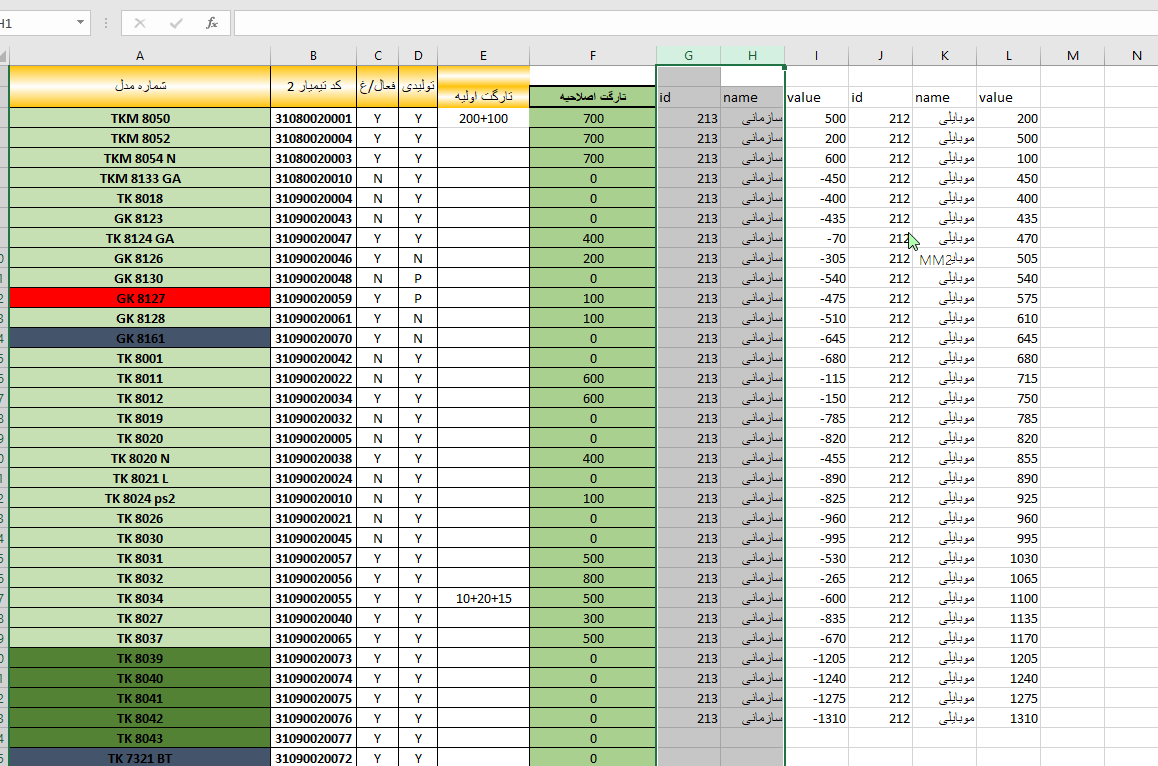 H1 fx
A B C D E F G H I J K L M N
شماره مدل کد تیمیار 2 فعال/غ تولیدی تارگت اولیه تارگت اصلاحیه id name value id name value
TKM 8050 31080020001 Y Y 200+100 700 213 سازمانی 500 212 موبایلی 200
TKM 8052 31080020004 Y Y 700 213 سازمانی 200 212 موبایلی 500
TKM 8054 N 31080020003 Y Y 700 213 سازمانی 600 212 موبایلی 100
TKM 8133 GA 31080020010 N Y 0 213 سازمانی -450 212 موبایلی 450
TK 8018 31090020004 N Y 0 213 سازمانی -400 212 موبایلی 400
GK 8123 31090020043 N Y 0 213 سازمانی -435 212 موبایلی 435
TK 8124 GA 31090020047 Y Y 400 213 سازمانی -70 212 موبایلی 470
GK 8126 31090020046 Y N 200 213 سازمانی -305 212 موبایلی 505
MM2
GK 8130 31090020048 N P 0 213 سازمانی -540 212 موبایلی 540
GK 8127 31090020059 Y P 100 213 سازمانی -475 212 موبایلی 575
GK 8128 31090020061 Y N 100 213 سازمانی -510 212 موبایلی 610
GK 8161 31090020070 Y N 0 213 سازمانی -645 212 موبایلی 645
TK 8001 31090020042 N Y 0 213 سازمانی -680 212 موبایلی 680
TK 8011 31090020022 N Y 600 213 سازمانی -115 212 موبایلی 715
TK 8012 31090020034 Y Y 600 213 سازمانی -150 212 موبایلی 750
TK 8019 31090020032 N Y 0 213 سازمانی -785 212 موبایلی 785
TK 8020 31090020005 N Y 0 213 سازمانی -820 212 موبایلی 820
TK 8020 N 31090020038 Y Y 400 213 سازمانی -455 212 موبایلی 855
TK 8021 L 31090020024 N Y 0 213 سازمانی -890 212 موبایلی 890
TK 8024 ps2 31090020010 N Y 100 213 سازمانی -825 212 موبایلی 925
TK 8026 31090020021 N Y 0 213 سازمانی -960 212 موبایلی 960
TK 8030 31090020045 N Y 0 213 سازمانی -995 212 موبایلی 995
TK 8031 31090020057 Y Y 500 213 سازمانی -530 212 موبایلی 1030
TK 8032 31090020056 Y Y 800 213 سازمانی -265 212 موبایلی 1065
TK 8034 31090020055 Y Y 10+20+15 500 213 سازمانی -600 212 موبایلی 1100
TK 8027 31090020040 Y Y 300 213 سازمانی -835 212 موبایلی 1135
TK 8037 31090020065 Y Y 500 213 سازمانی -670 212 موبایلی 1170
TK 8039 31090020073 Y Y 0 213 سازمانی -1205 212 موبایلی 1205
TK 8040 31090020074 Y Y 0 213 سازمانی -1240 212 موبایلی 1240
TK 8041 31090020075 Y Y 0 213 سازمانی -1275 212 موبایلی 1275
TK 8042 31090020076 Y Y 0 213 سازمانی -1310 212 موبایلی 1310
TK 8043 31090020077 Y Y 0
TK 7321 BT 31090020072 Y Y 0